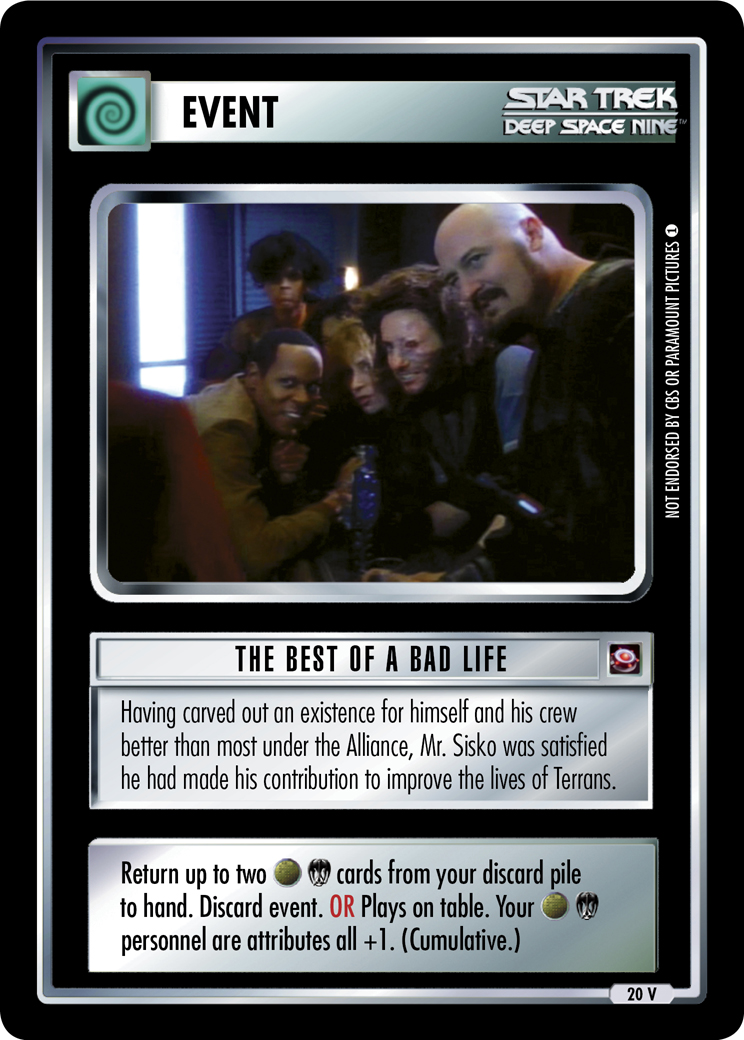 EVENT
STAR TREK
DEEP SPACE NINE™
NOT ENDORSED BY CBS OR PARAMOUNT PICTURES 1
THE BEST OF A BAD LIFE
Having carved out an existence for himself and his crew
better than most under the Alliance, Mr. Sisko was satisfied
he had made his contribution to improve the lives of Terrans.
Return up to two cards from your discard pile
to hand. Discard event. OR Plays on table. Your
personnel are attributes all +1. (Cumulative.)
20 V